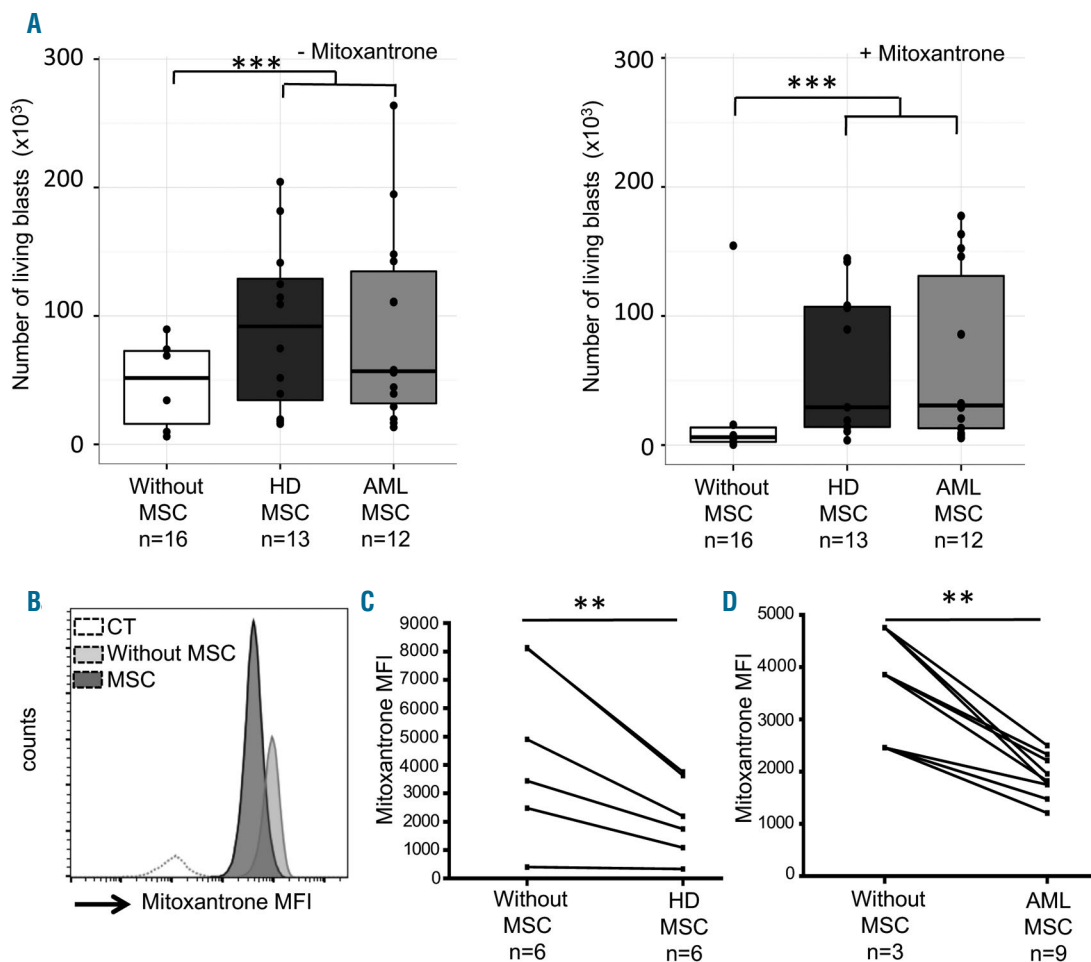 A
- Mitoxantrone
***
300
200
100
0
Number of living blasts (x10³)
Without
MSC
n=16
HD
MSC
n=13
AML
MSC
n=12
+ Mitoxantrone
***
300
200
100
0
Number of living blasts (x10³)
Without
MSC
n=16
HD
MSC
n=13
AML
MSC
n=12
B
CT
Without MSC
MSC
counts
Mitoxantrone MFI
C
**
9000
8000
7000
6000
5000
4000
3000
2000
1000
0
Mitoxantrone MFI
Without
MSC
n=6
HD
MSC
n=6
D
**
5000
4000
3000
2000
1000
0
Mitoxantrone MFI
Without
MSC
n=3
AML
MSC
n=9